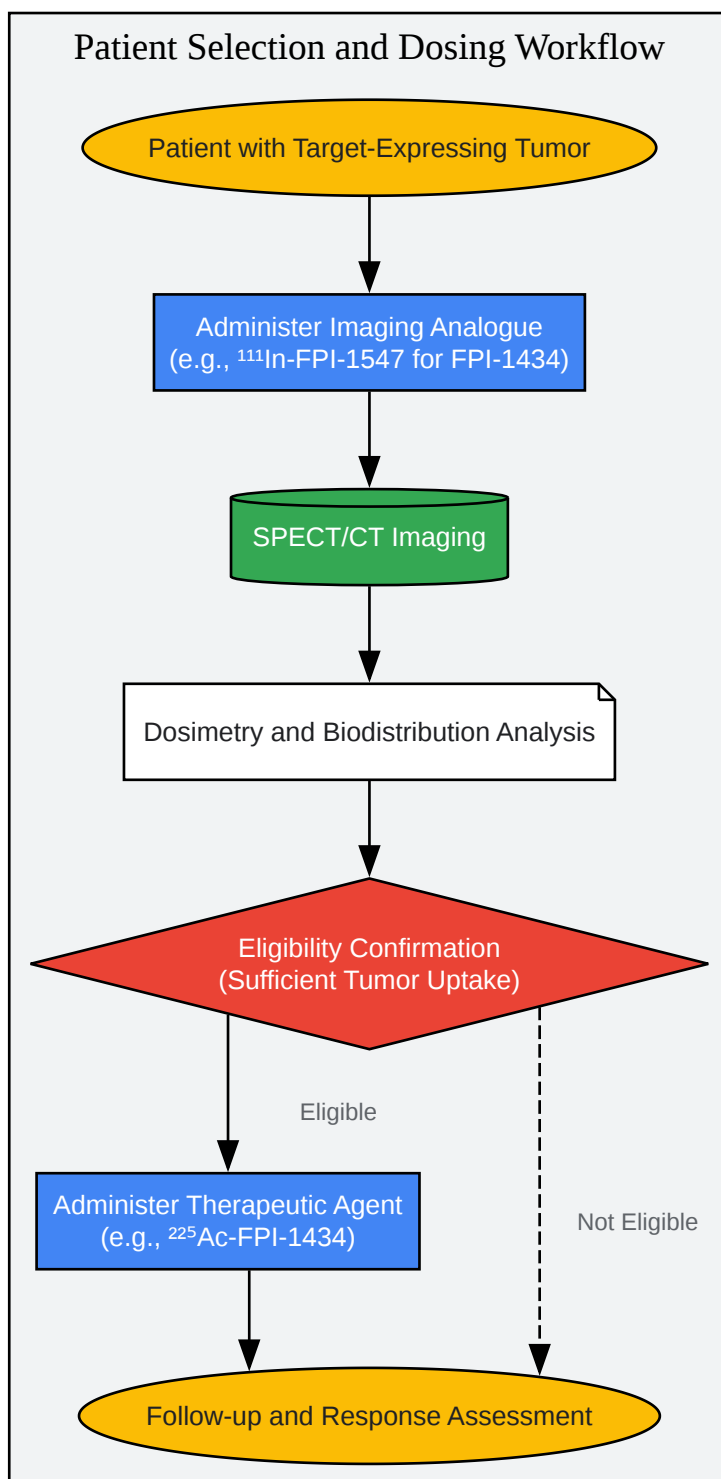 Patient Selection and Dosing Workflow
Patient with Target-Expressing Tumor
Administer Imaging Analogue
(e.g., ¹¹¹In-FPI-1547 for FPI-1434)
SPECT/CT Imaging
Dosimetry and Biodistribution Analysis
Eligibility Confirmation
(Sufficient Tumor Uptake)
Eligible
Administer Therapeutic Agent
(e.g., ²²⁵Ac-FPI-1434)
Not Eligible
Follow-up and Response Assessment